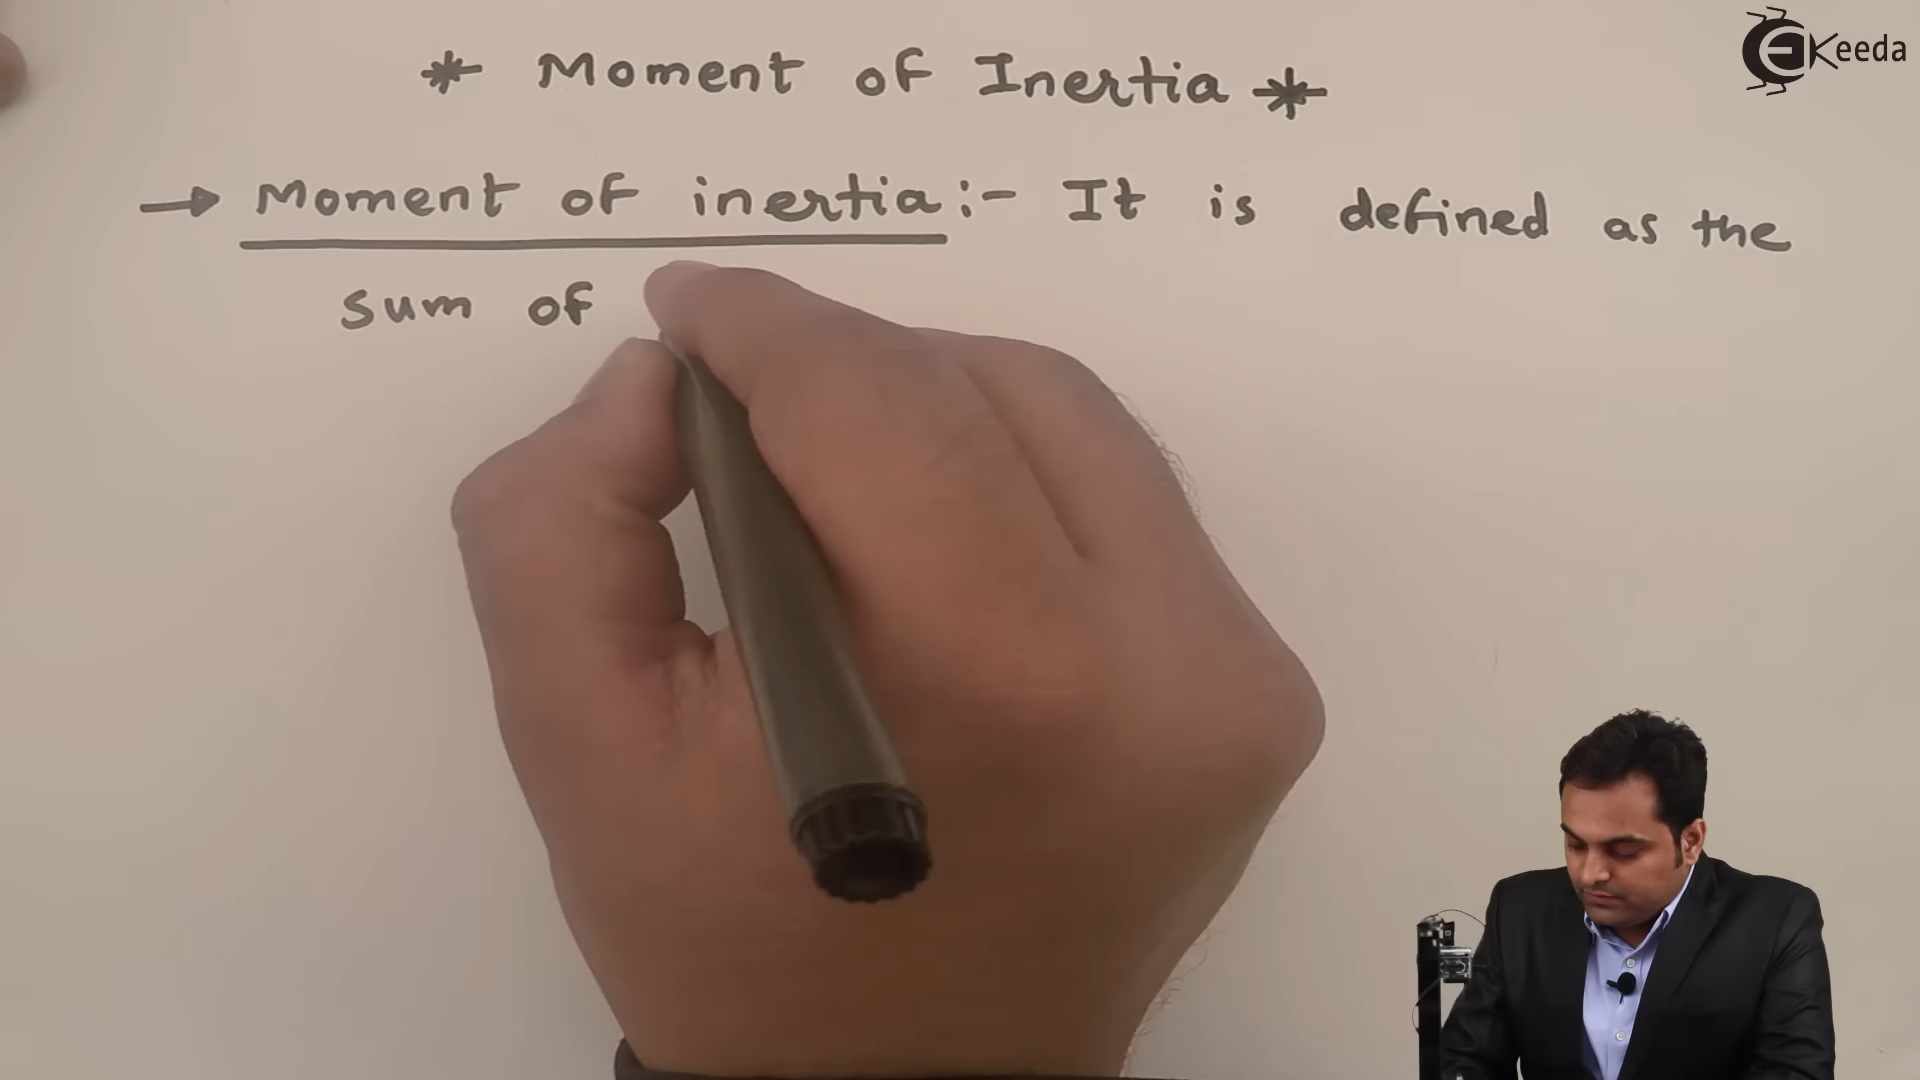 * Moment of Inertia *
→ Moment of inertia:- It is defined as the
sum of
EKeeda